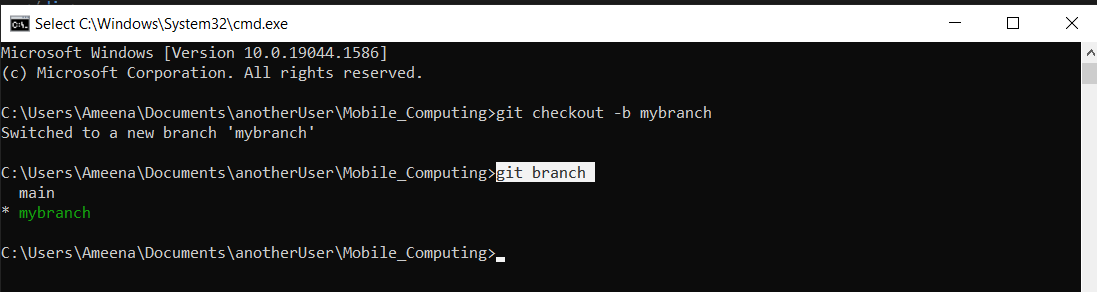 Select C:\Windows\System32\cmd.exe
Microsoft Windows [Version 10.0.19044.1586]
(c) Microsoft Corporation. All rights reserved.
C:\Users\Ameena\Documents\anotherUser\Mobile_Computing>git checkout -b mybranch
Switched to a new branch 'mybranch'
C:\Users\Ameena\Documents\anotherUser\Mobile_Computing>git branch
  main
* mybranch
C:\Users\Ameena\Documents\anotherUser\Mobile_Computing>